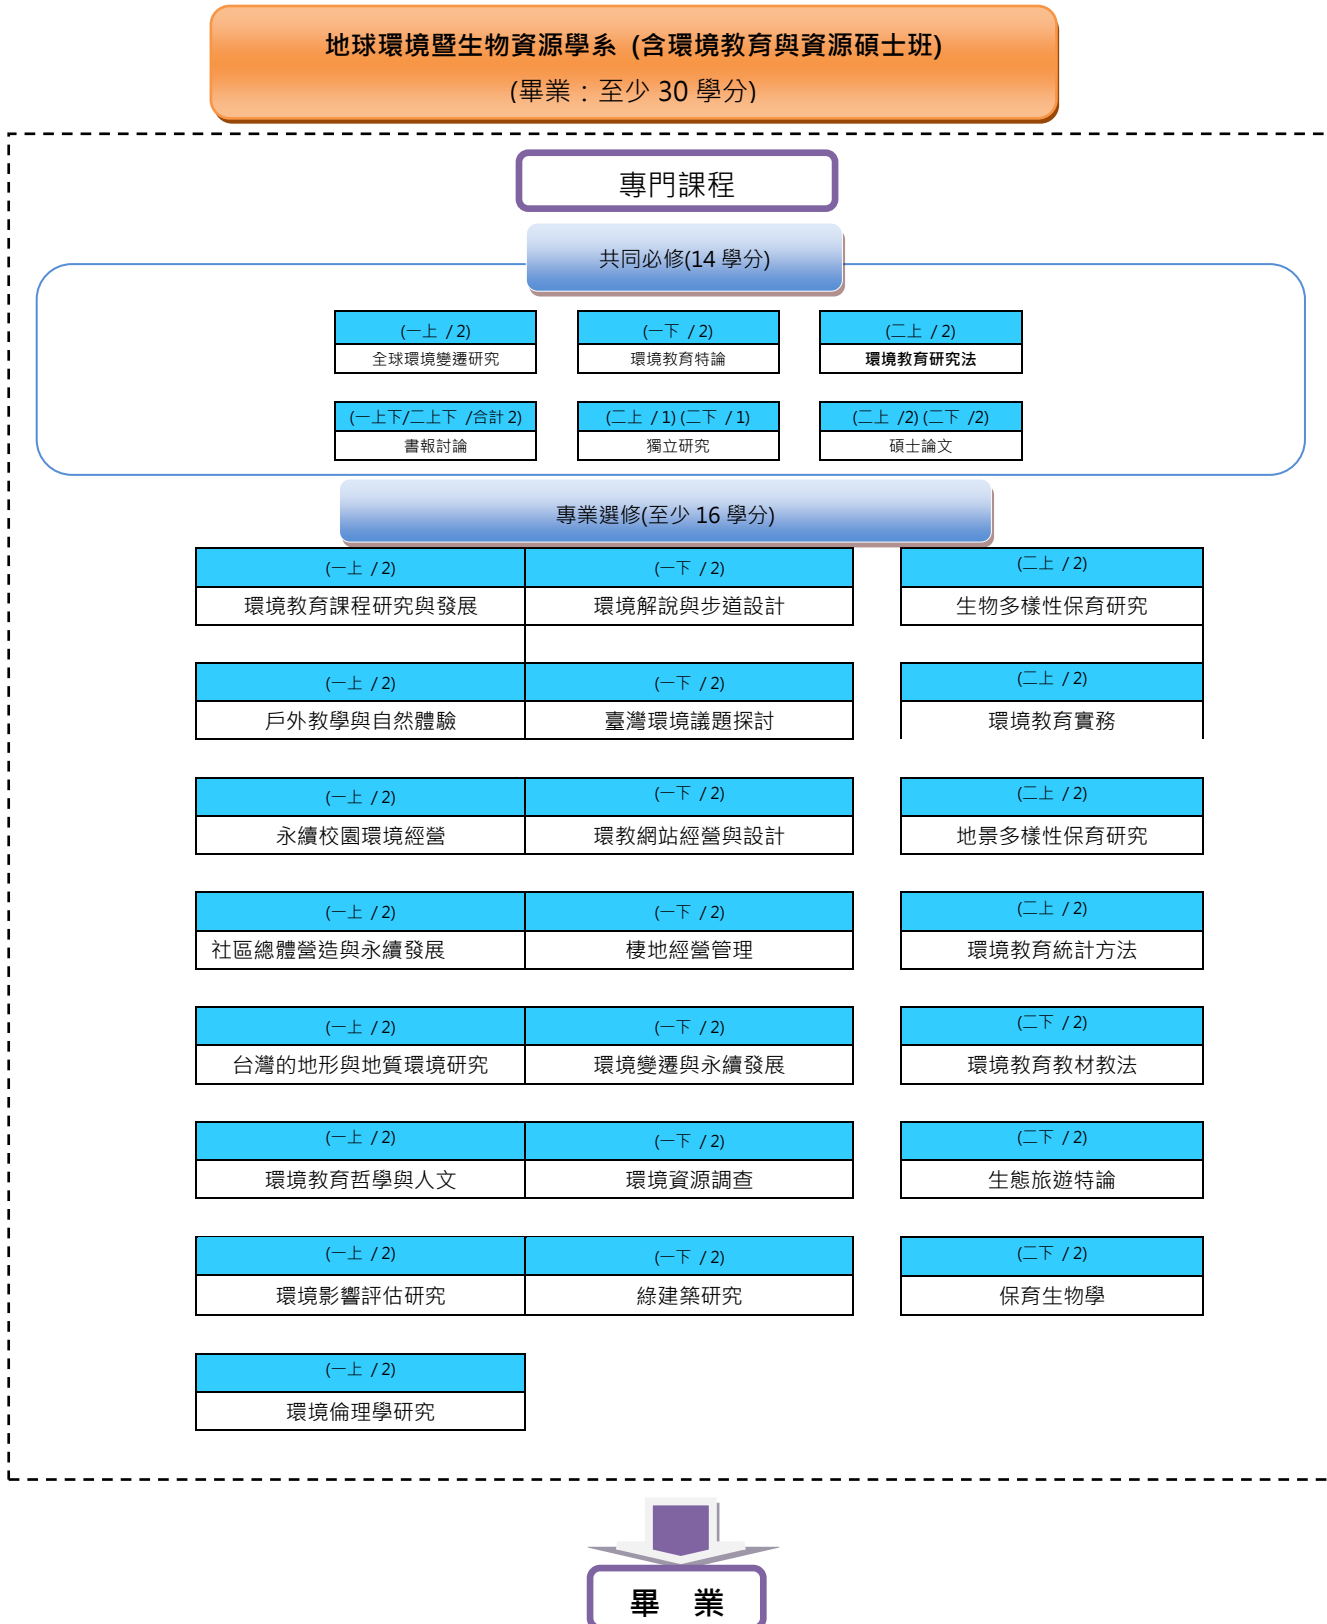 地球環境暨生物資源學系 (含環境教育與資源碩士班)
(畢業：至少 30 學分)
專門課程
共同必修(14 學分)
(一上 / 2)
(一下 / 2)
(二上 / 2)
全球環境變遷研究
環境教育特論
環境教育研究法
(一上下/二上下 /合計 2)
(二上 / 1) (二下 / 1)
(二上 /2) (二下 /2)
書報討論
獨立研究
碩士論文
專業選修(至少 16 學分)
(一上 / 2)
(一下 / 2)
(二上 / 2)
環境教育課程研究與發展
環境解說與步道設計
生物多樣性保育研究
(一上 / 2)
(一下 / 2)
(二上 / 2)
戶外教學與自然體驗
臺灣環境議題探討
環境教育實務
(一上 / 2)
(一下 / 2)
(二上 / 2)
永續校園環境經營
環教網站經營與設計
地景多樣性保育研究
(一上 / 2)
(一下 / 2)
(二上 / 2)
社區總體營造與永續發展
棲地經營管理
環境教育統計方法
(一上 / 2)
(一下 / 2)
(二下 / 2)
台灣的地形與地質環境研究
環境變遷與永續發展
環境教育教材教法
(一上 / 2)
(一下 / 2)
(二下 / 2)
環境教育哲學與人文
環境資源調查
生態旅遊特論
(一上 / 2)
(一下 / 2)
(二下 / 2)
環境影響評估研究
綠建築研究
保育生物學
(一上 / 2)
環境倫理學研究
畢 業